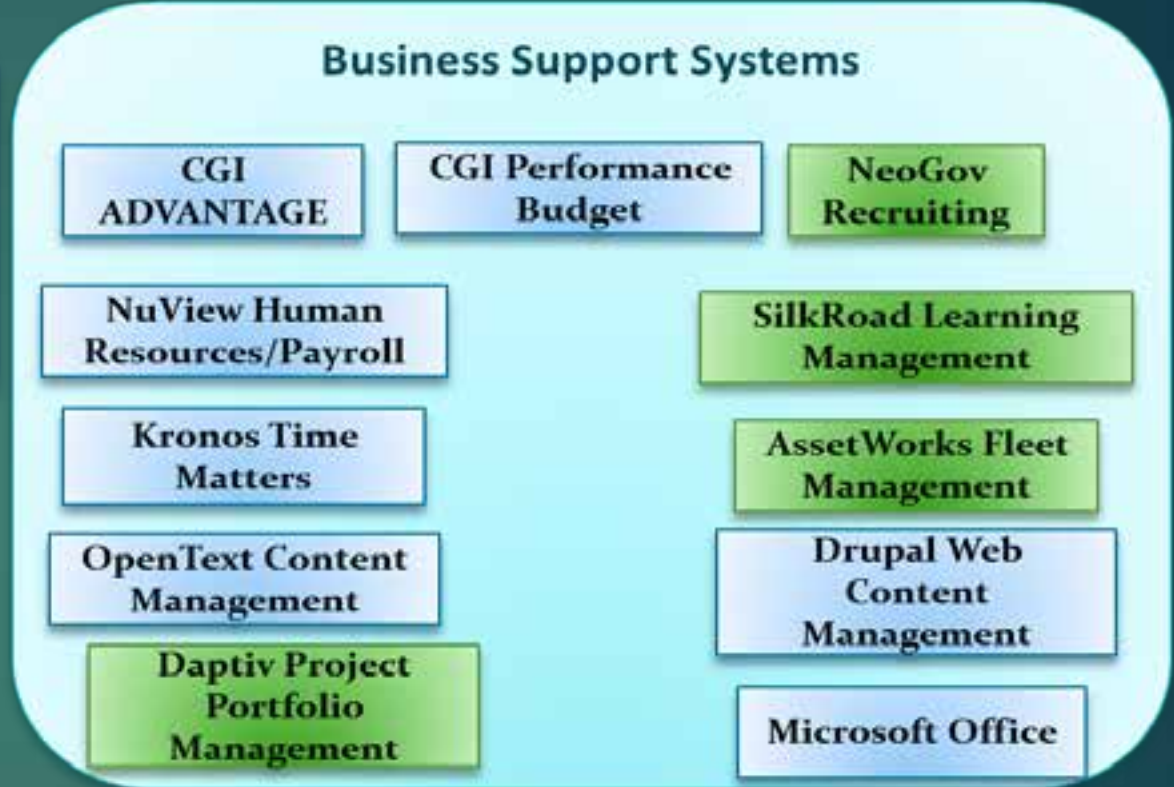 Business Support Systems
CGI
ADVANTAGE
CGI Performance
Budget
NeoGov
Recruiting
NuView Human
Resources/Payroll
SilkRoad Learning
Management
Kronos Time
Matters
AssetWorks Fleet
Management
OpenText Content
Management
Drupal Web
Content
Management
Daptiv Project
Portfolio
Management
Microsoft Office